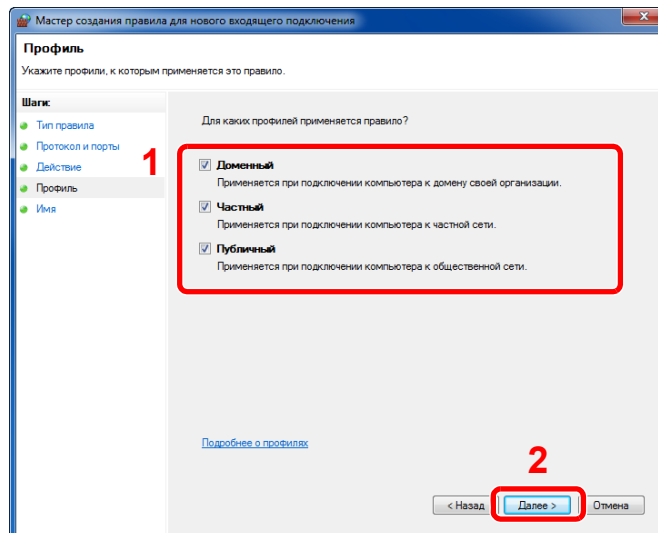 Мастер создания правила для нового входящего подключения
Профиль
Укажите профили, к которым применяется это правило.
Шаги:
Тип правила
Протокол и порты
Действие
Профиль
Имя
Для каких профилей применяется правило?
1
Доменный
Применяется при подключении компьютера к домену своей организации.
Частный
Применяется при подключении компьютера к частной сети.
Публичный
Применяется при подключении компьютера к общественной сети.
Подробнее о профилях
2
< Назад
Далее >
Отмена